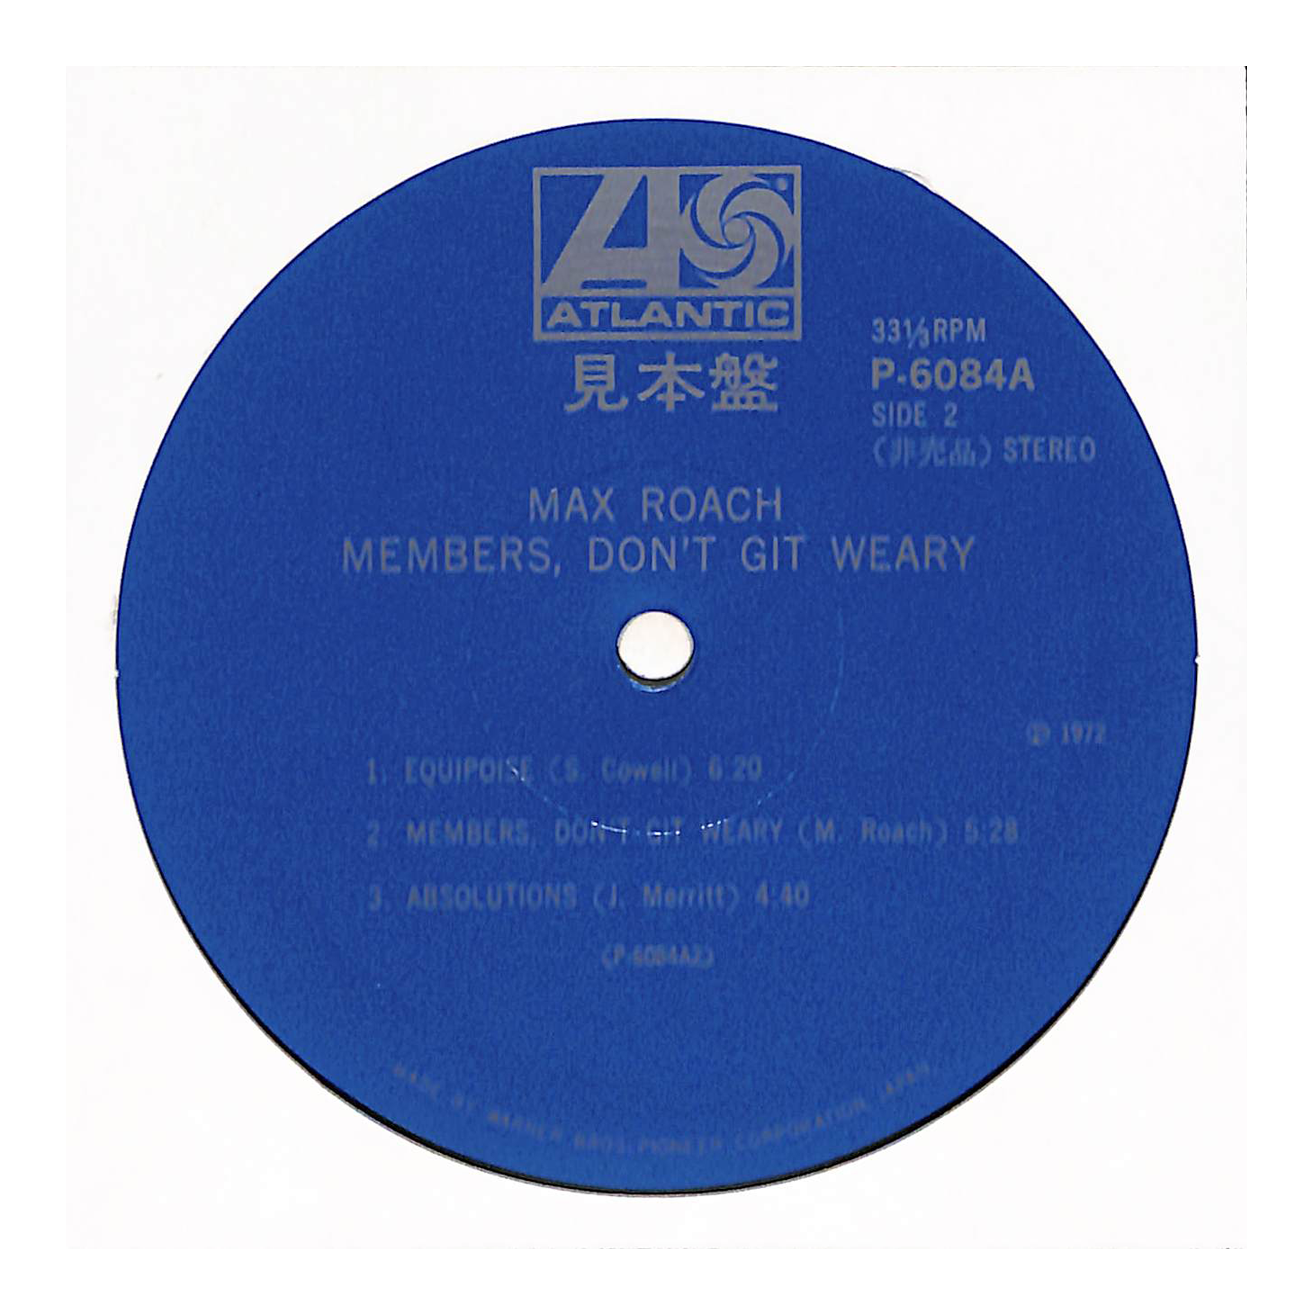 ATLANTIC
見本盤
33⅓RPM
P-6084A
SIDE 2
(非売品) STEREO
MAX ROACH
MEMBERS, DON'T GIT WEARY
Ⓟ 1972
1. EQUIPOISE (S. Cowell) 6:20
2. MEMBERS, DON'T GIT WEARY (M. Roach) 5:28
3. ABSOLUTIONS (J. Merritt) 4:40
(P-6084A2)
MADE BY WARNER BROS. PIONEER CORPORATION, JAPAN